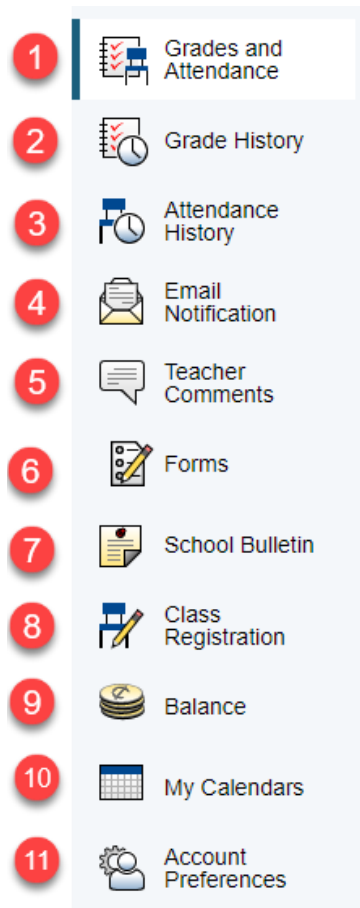 1
Grades and
Attendance
2
Grade History
3
Attendance
History
4
Email
Notification
5
Teacher
Comments
6
Forms
7
School Bulletin
8
Class
Registration
9
Balance
10
My Calendars
11
Account
Preferences